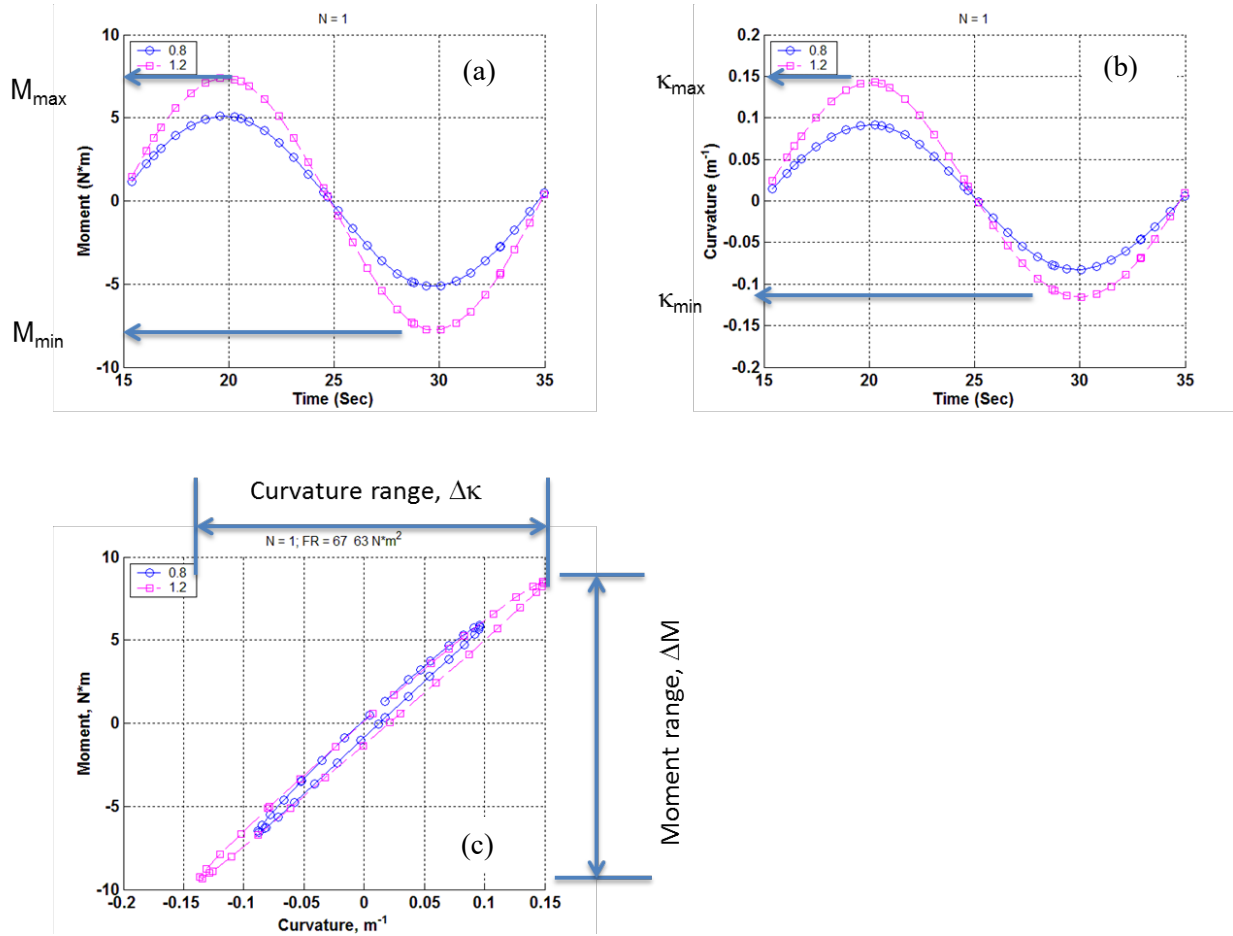 N = 1
0.8
1.2
(a)
M_max
M_min
10
5
0
-5
-10
Moment (N*m)
15
20
25
30
35
Time (Sec)
N = 1
0.8
1.2
(b)
κ_max
κ_min
0.2
0.15
0.1
0.05
0
-0.05
-0.1
-0.15
-0.2
Curvature (m⁻¹)
15
20
25
30
35
Time (Sec)
Curvature range, Δκ
N = 1; FR = 67 63 N*m²
0.8
1.2
10
5
0
-5
-10
Moment, N*m
(c)
Moment range, ΔM
-0.2
-0.15
-0.1
-0.05
0
0.05
0.1
0.15
Curvature, m⁻¹